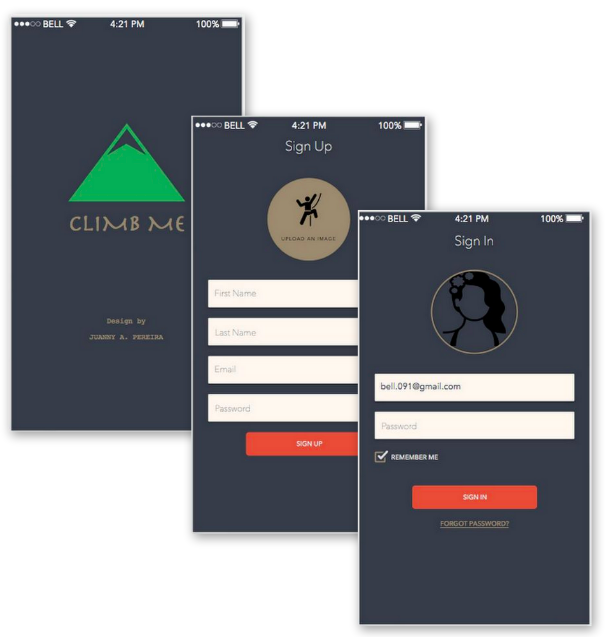 BELL 4:21 PM 100%
CLIMB ME
Design by
JUANNY A. PEREIRA
BELL 4:21 PM 100%
Sign Up
UPLOAD AN IMAGE
First Name
Last Name
Email
Password
SIGN UP
BELL 4:21 PM 100%
Sign In
bell.091@gmail.com
Password
REMEMBER ME
SIGN IN
FORGOT PASSWORD?